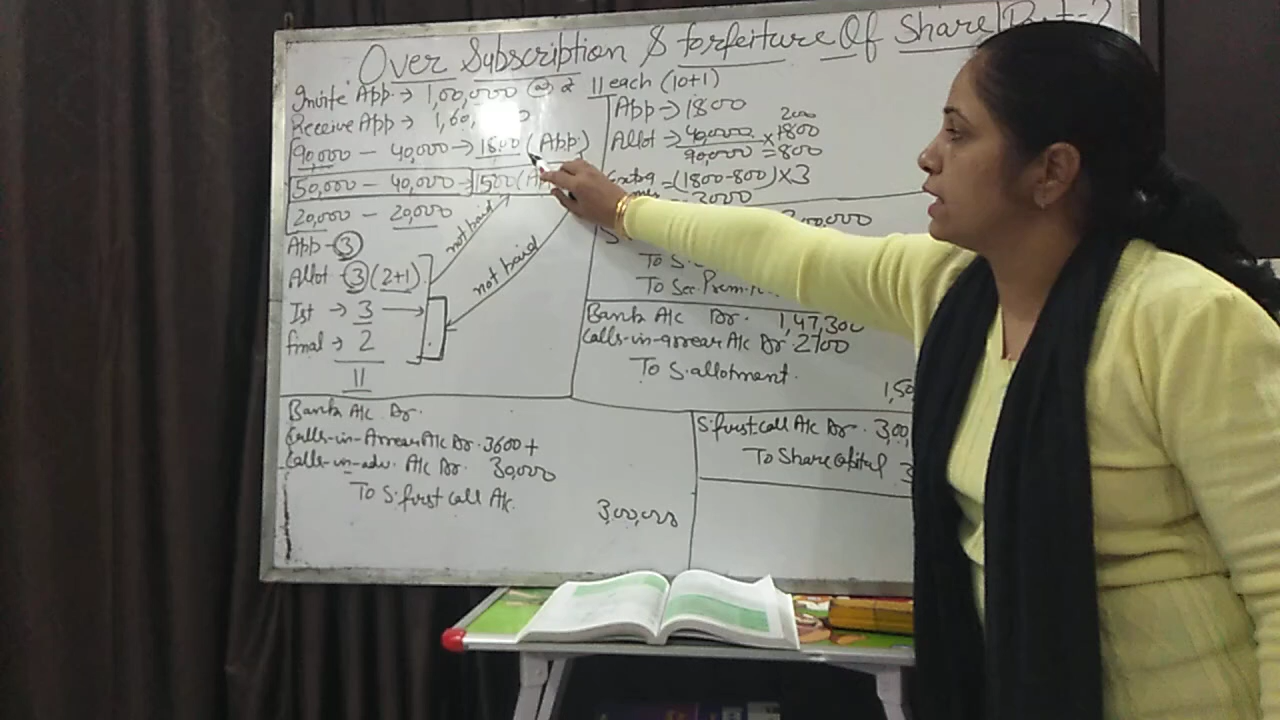 Over Subscription & Forfeiture Of Share Part-2
Invite App → 1,00,000 @ ₹ 11 each (10+1)
Receive App → 1,60,
90,000 — 40,000 → 1800 (App.)
50,000 — 40,000 → 1500 (A
20,000 — 20,000
App - 3
Allot 3 (2+1)
Ist → 3
final → 2
11
not paid
not paid
App → 1800
Allot → 40,000 / 90,000 × 1800 = 800
200
= (1800-800) × 3
= 3000
To S.
To Sec. Prem.
Bank A/c Dr. 1,47,300
Calls-in-arrear A/c Dr. 2700
To S. allotment.
1,50
Bank A/c Dr.
Calls-in-Arrear A/c Dr. 3600 +
Calls-in-adv. A/c Dr. 30,000
To S. first call A/c.
3,00,000
S. first call A/c Dr. 3,00,
To Share capital 3